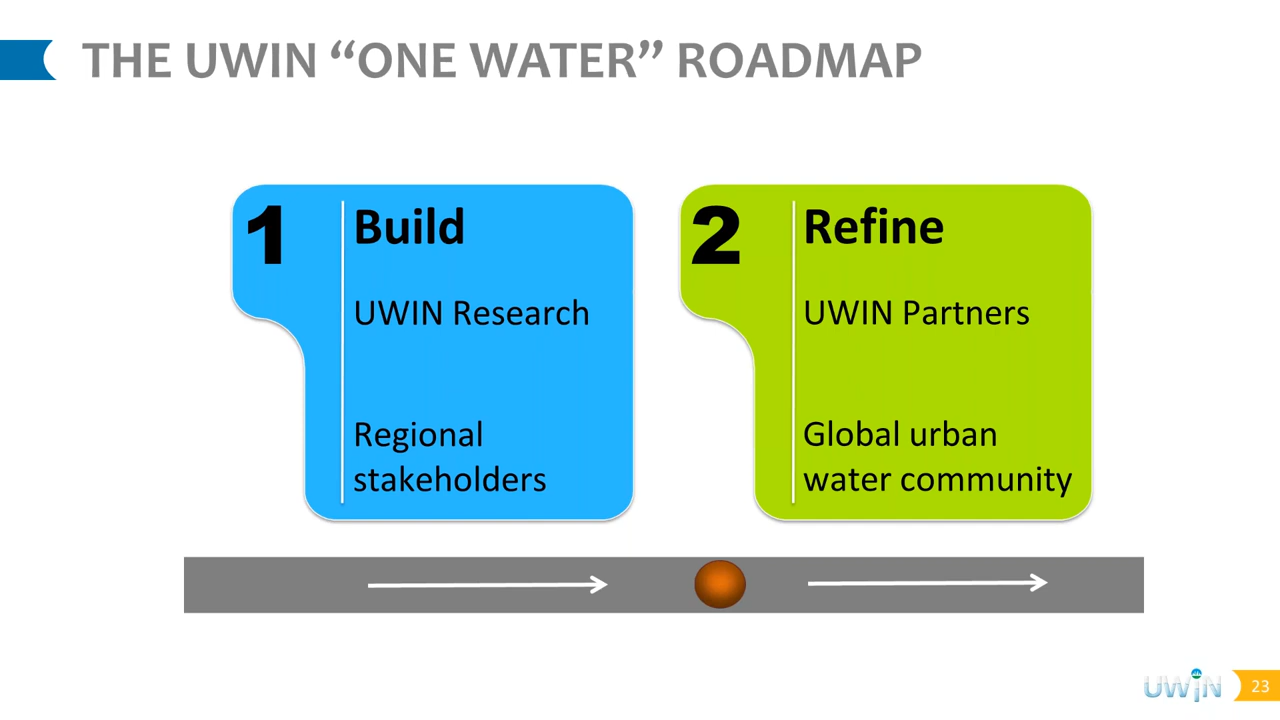 THE UWIN “ONE WATER” ROADMAP
1
Build
UWIN Research
Regional
stakeholders
2
Refine
UWIN Partners
Global urban
water community
UWIN
23